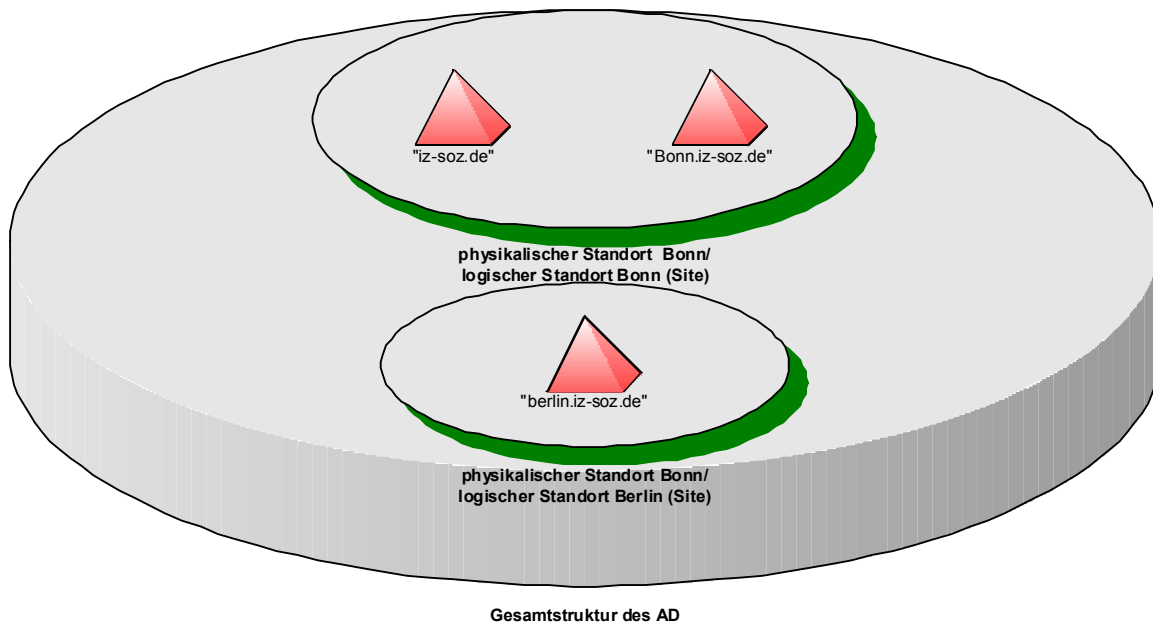 "iz-soz.de"
"Bonn.iz-soz.de"
physikalischer Standort Bonn/
logischer Standort Bonn (Site)
"berlin.iz-soz.de"
physikalischer Standort Bonn/
logischer Standort Berlin (Site)
Gesamtstruktur des AD